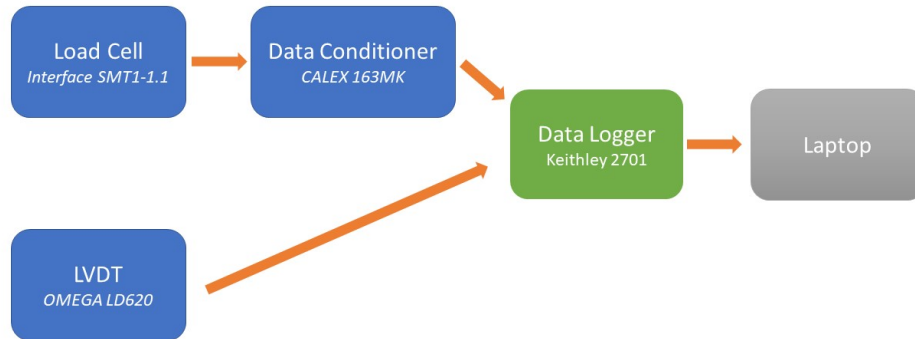 Load Cell
Interface SMT1-1.1
Data Conditioner
CALEX 163MK
Data Logger
Keithley 2701
Laptop
LVDT
OMEGA LD620